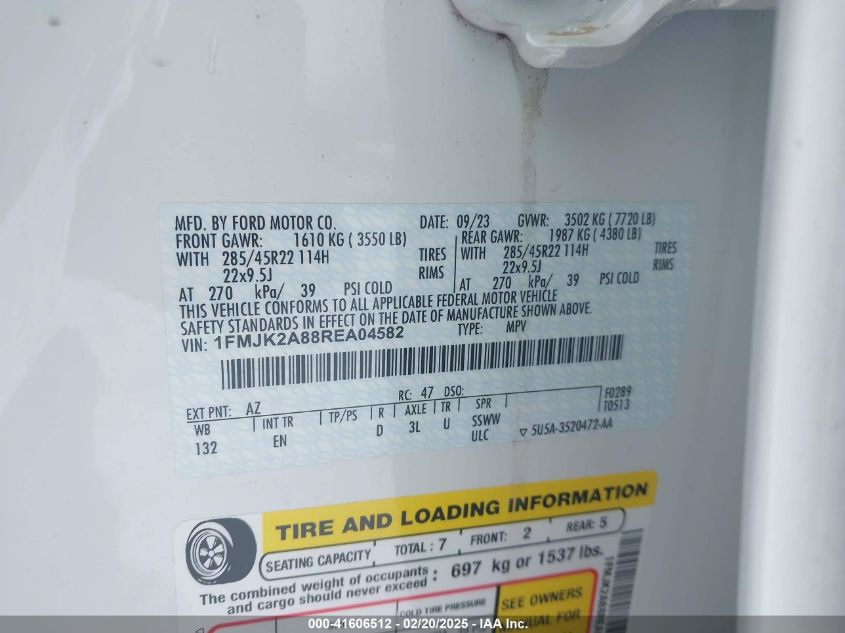 MFD. BY FORD MOTOR CO. DATE: 09/23 GVWR: 3502 KG ( 7720 LB)
FRONT GAWR: 1610 KG ( 3550 LB) REAR GAWR: 1987 KG ( 4380 LB)
WITH 285/45R22 114H TIRES WITH 285/45R22 114H TIRES
22x9.5J RIMS 22x9.5J RIMS
AT 270 kPa/ 39 PSI COLD AT 270 kPa/ 39 PSI COLD
THIS VEHICLE CONFORMS TO ALL APPLICABLE FEDERAL MOTOR VEHICLE
SAFETY STANDARDS IN EFFECT ON THE DATE OF MANUFACTURE SHOWN ABOVE.
VIN: 1FMJK2A88REA04582 TYPE: MPV
EXT PNT: AZ RC: 47 DSO: F0289
T0513
WB INT TR TP/PS R AXLE TR SPR
132 EN D 3L U SSWW
ULC 5U5A-3520472-AA
TIRE AND LOADING INFORMATION
SEATING CAPACITY TOTAL : 7 FRONT: 2 REAR: 5
The combined weight of occupants
and cargo should never exceed : 697 kg or 1537 lbs.
COLD TIRE PRESSURE
SEE OWNERS
MANUAL FOR
000-41606512 - 02/20/2025 - IAA Inc.